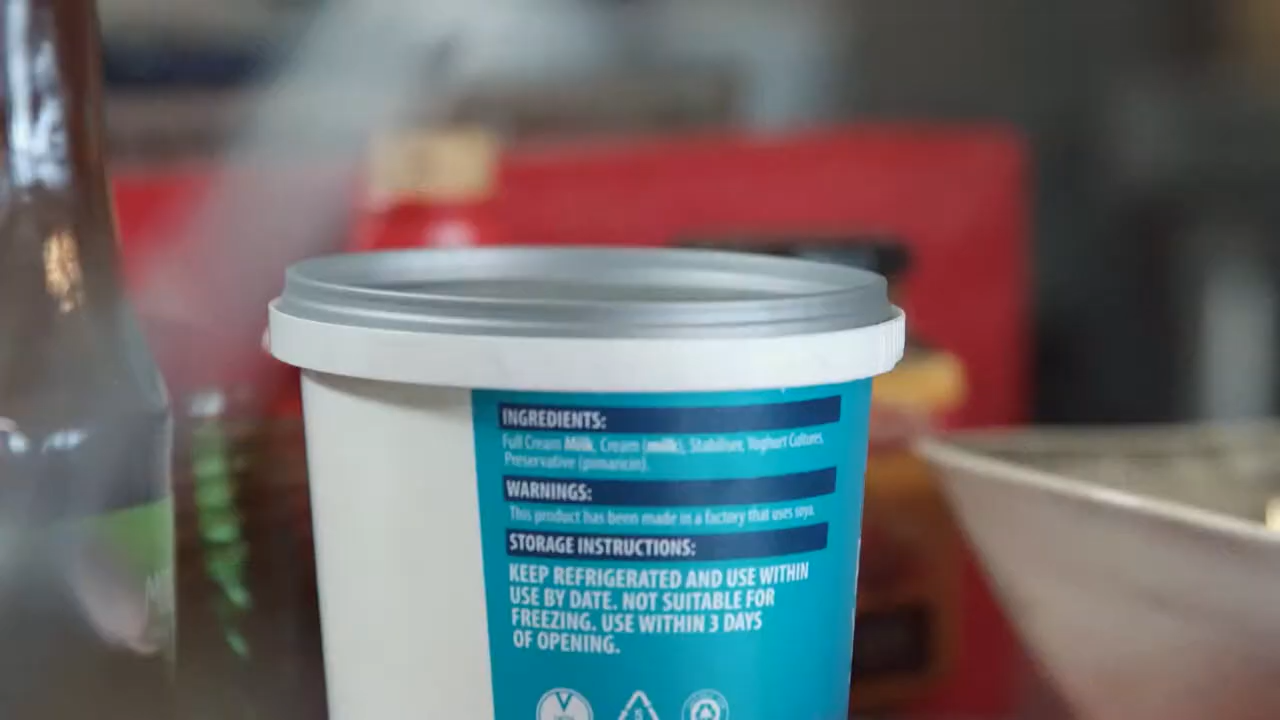 INGREDIENTS:
Full Cream Milk, Cream (milk), Stabiliser, Yoghurt Cultures,
Preservative (pimaricin).
WARNINGS:
This product has been made in a factory that uses soya.
STORAGE INSTRUCTIONS:
KEEP REFRIGERATED AND USE WITHIN
USE BY DATE. NOT SUITABLE FOR
FREEZING. USE WITHIN 3 DAYS
OF OPENING.
V
5